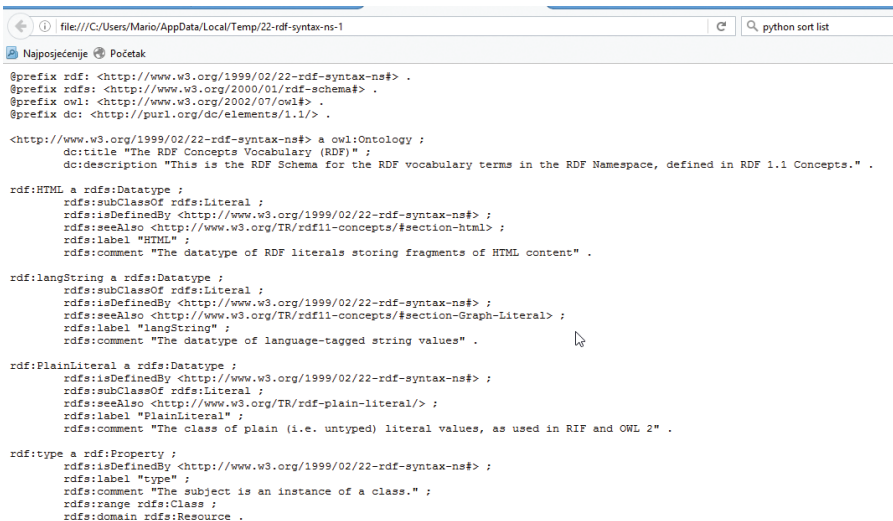 file:///C:/Users/Mario/AppData/Local/Temp/22-rdf-syntax-ns-1
python sort list
Najposjećenije Početak
@prefix rdf: <http://www.w3.org/1999/02/22-rdf-syntax-ns#> .
@prefix rdfs: <http://www.w3.org/2000/01/rdf-schema#> .
@prefix owl: <http://www.w3.org/2002/07/owl#> .
@prefix dc: <http://purl.org/dc/elements/1.1/> .
<http://www.w3.org/1999/02/22-rdf-syntax-ns#> a owl:Ontology ;
dc:title "The RDF Concepts Vocabulary (RDF)" ;
dc:description "This is the RDF Schema for the RDF vocabulary terms in the RDF Namespace, defined in RDF 1.1 Concepts." .
rdf:HTML a rdfs:Datatype ;
rdfs:subClassOf rdfs:Literal ;
rdfs:isDefinedBy <http://www.w3.org/1999/02/22-rdf-syntax-ns#> ;
rdfs:seeAlso <http://www.w3.org/TR/rdf11-concepts/#section-html> ;
rdfs:label "HTML" ;
rdfs:comment "The datatype of RDF literals storing fragments of HTML content" .
rdf:langString a rdfs:Datatype ;
rdfs:subClassOf rdfs:Literal ;
rdfs:isDefinedBy <http://www.w3.org/1999/02/22-rdf-syntax-ns#> ;
rdfs:seeAlso <http://www.w3.org/TR/rdf11-concepts/#section-Graph-Literal> ;
rdfs:label "langString" ;
rdfs:comment "The datatype of language-tagged string values" .
rdf:PlainLiteral a rdfs:Datatype ;
rdfs:isDefinedBy <http://www.w3.org/1999/02/22-rdf-syntax-ns#> ;
rdfs:subClassOf rdfs:Literal ;
rdfs:seeAlso <http://www.w3.org/TR/rdf-plain-literal/> ;
rdfs:label "PlainLiteral" ;
rdfs:comment "The class of plain (i.e. untyped) literal values, as used in RIF and OWL 2" .
rdf:type a rdf:Property ;
rdfs:isDefinedBy <http://www.w3.org/1999/02/22-rdf-syntax-ns#> ;
rdfs:label "type" ;
rdfs:comment "The subject is an instance of a class." ;
rdfs:range rdfs:Class ;
rdfs:domain rdfs:Resource .